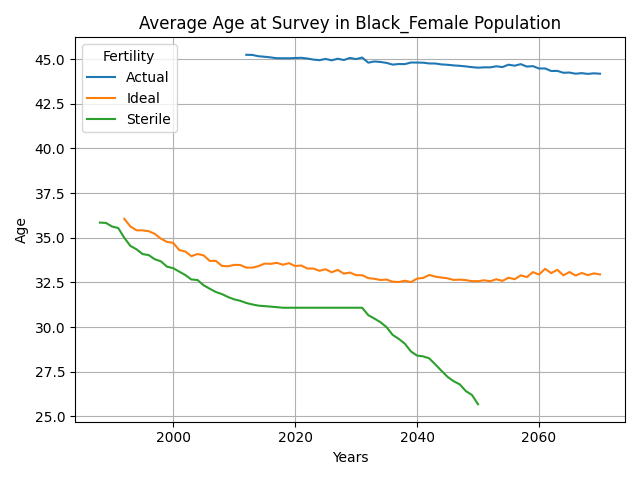 Average Age at Survey in Black_Female Population
Fertility
Actual
Ideal
Sterile
Age
45.0
42.5
40.0
37.5
35.0
32.5
30.0
27.5
25.0
2000
2020
2040
2060
Years